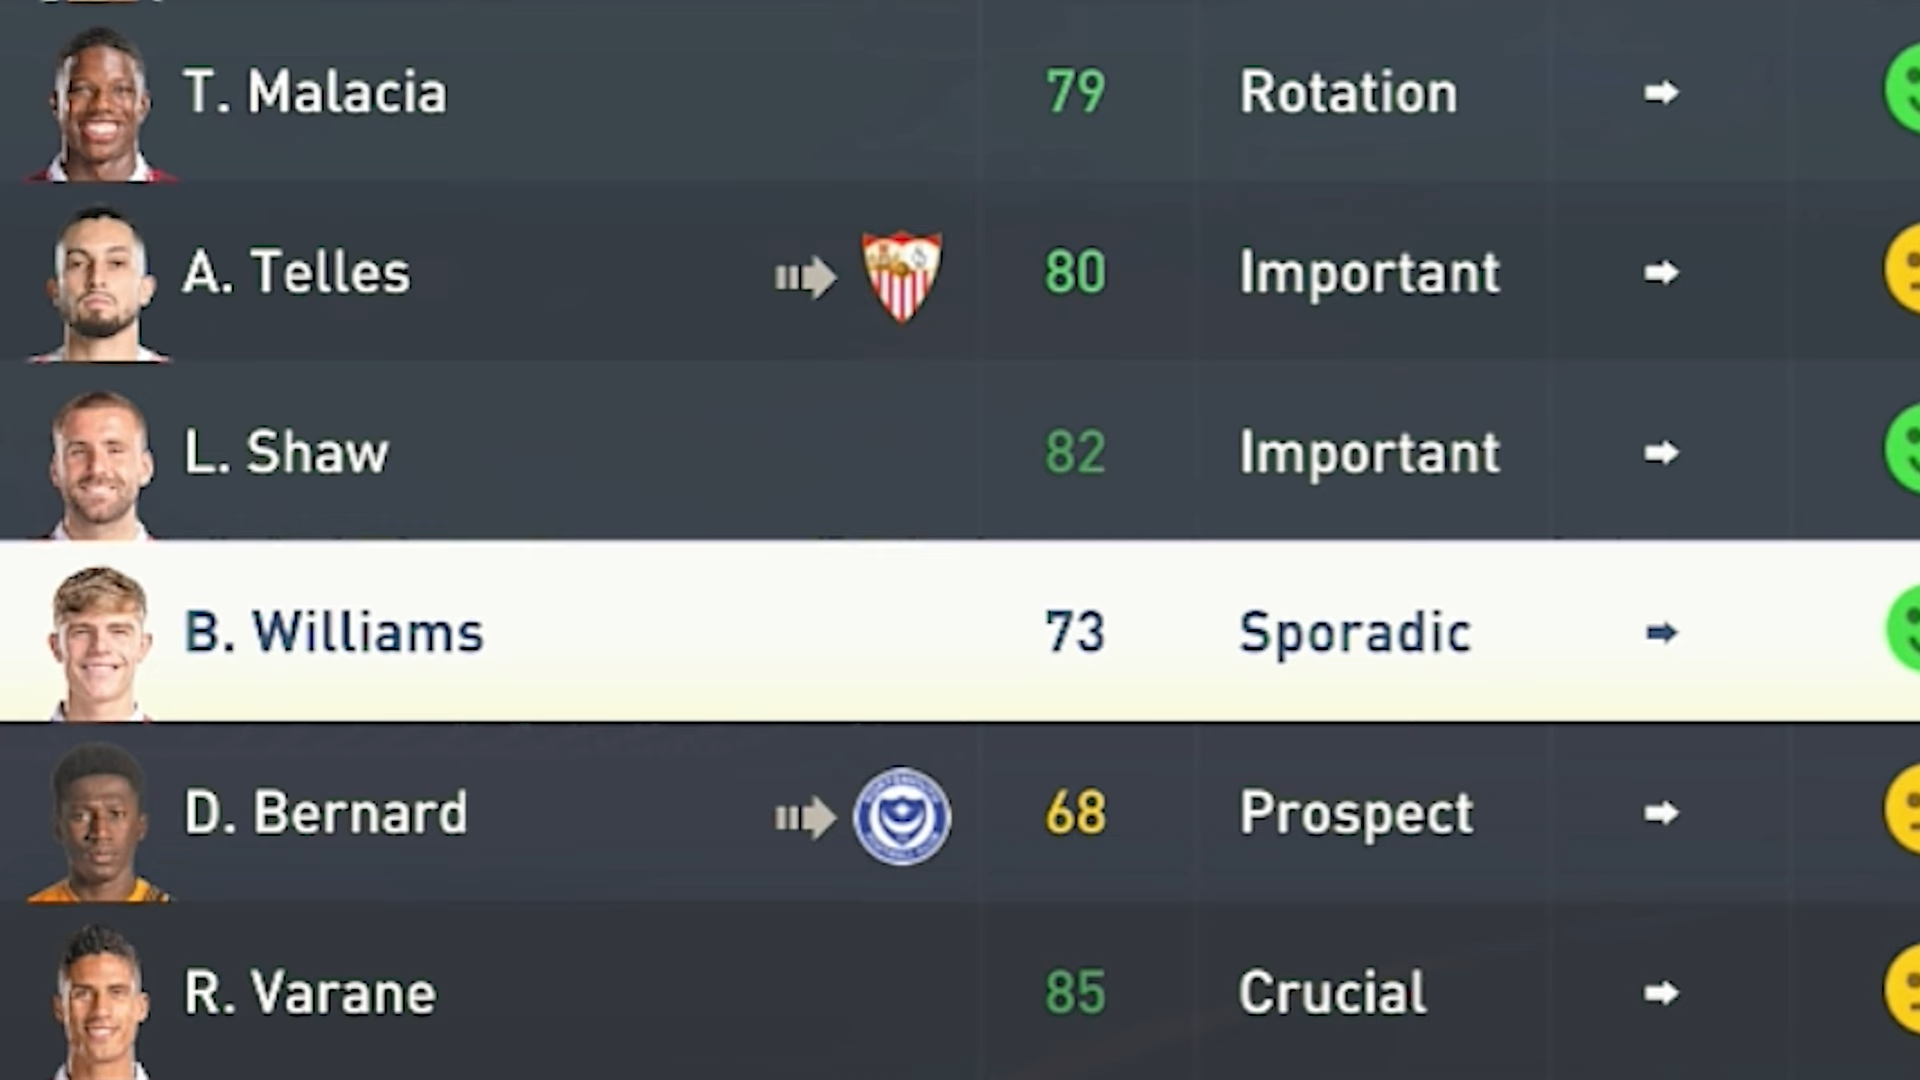 T. Malacia 79 Rotation
A. Telles 80 Important
L. Shaw 82 Important
B. Williams 73 Sporadic
D. Bernard 68 Prospect
R. Varane 85 Crucial